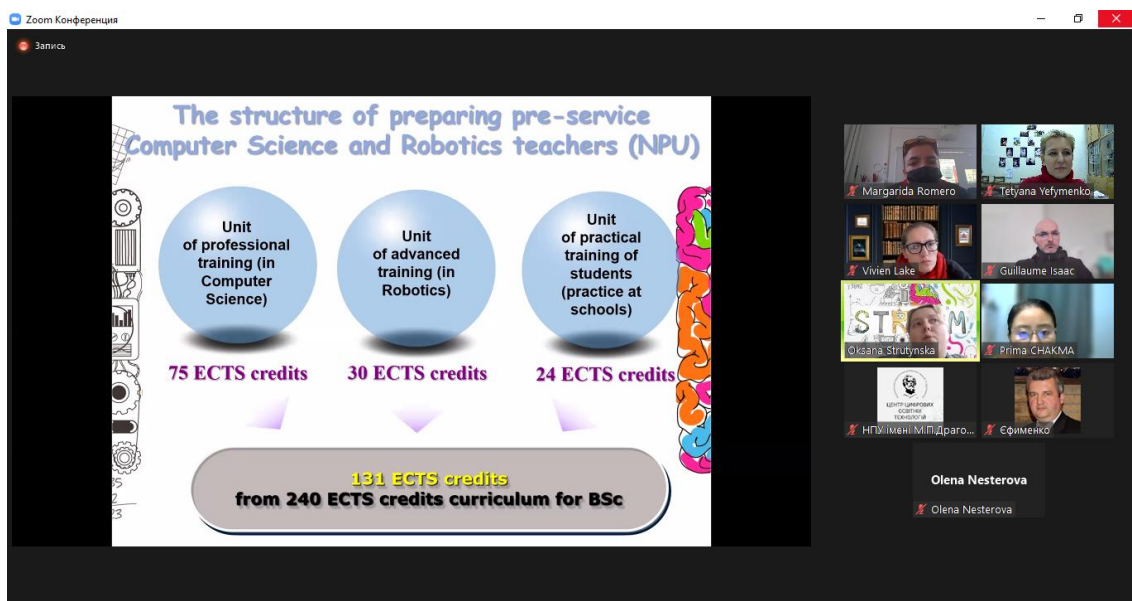 Zoom Конференция
Запись
The structure of preparing pre-service
Computer Science and Robotics teachers (NPU)
Unit
of professional
training (in
Computer
Science)
Unit
of advanced
training (in
Robotics)
Unit
of practical
training of
students
(practice at
schools)
75 ECTS credits
30 ECTS credits
24 ECTS credits
131 ECTS credits
from 240 ECTS credits curriculum for BSc
Margarida Romero
Tetyana Yefymenko
Vivien Lake
Guillaume Isaac
Oksana Strutynska
Prima CHAKMA
ЦЕНТР ЦИФРОВИХ
ОСВІТНІХ
ТЕХНОЛОГІЙ
НПУ імені М.П.Драго...
Єфименко
Olena Nesterova
Olena Nesterova